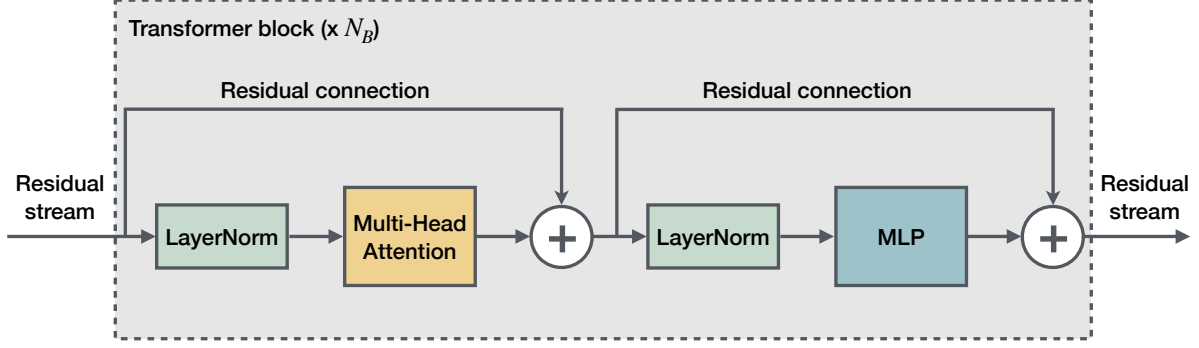 Transformer block (x N_B)
Residual connection
Residual connection
Residual
stream
LayerNorm
Multi-Head
Attention
+
LayerNorm
MLP
+
Residual
stream